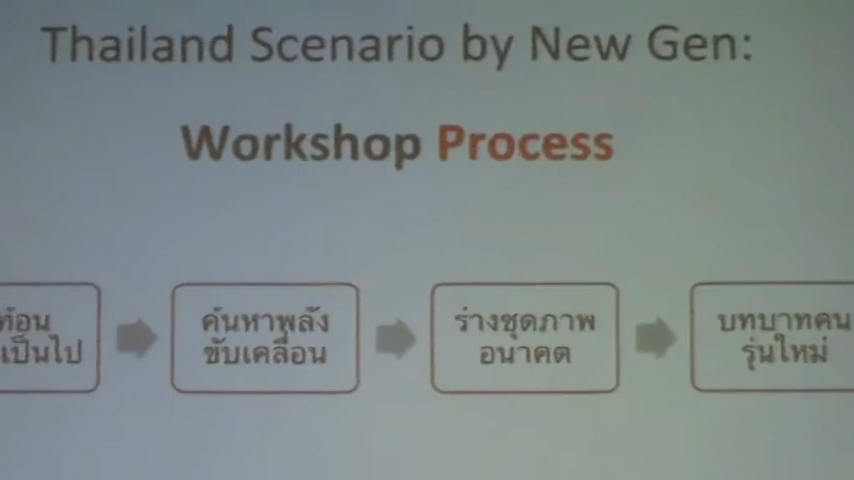 Thailand Scenario by New Gen:
Workshop Process
ท้อน
เป็นไป
ค้นหาพลัง
ขับเคลื่อน
ร่างชุดภาพ
อนาคต
บทบาทคน
รุ่นใหม่